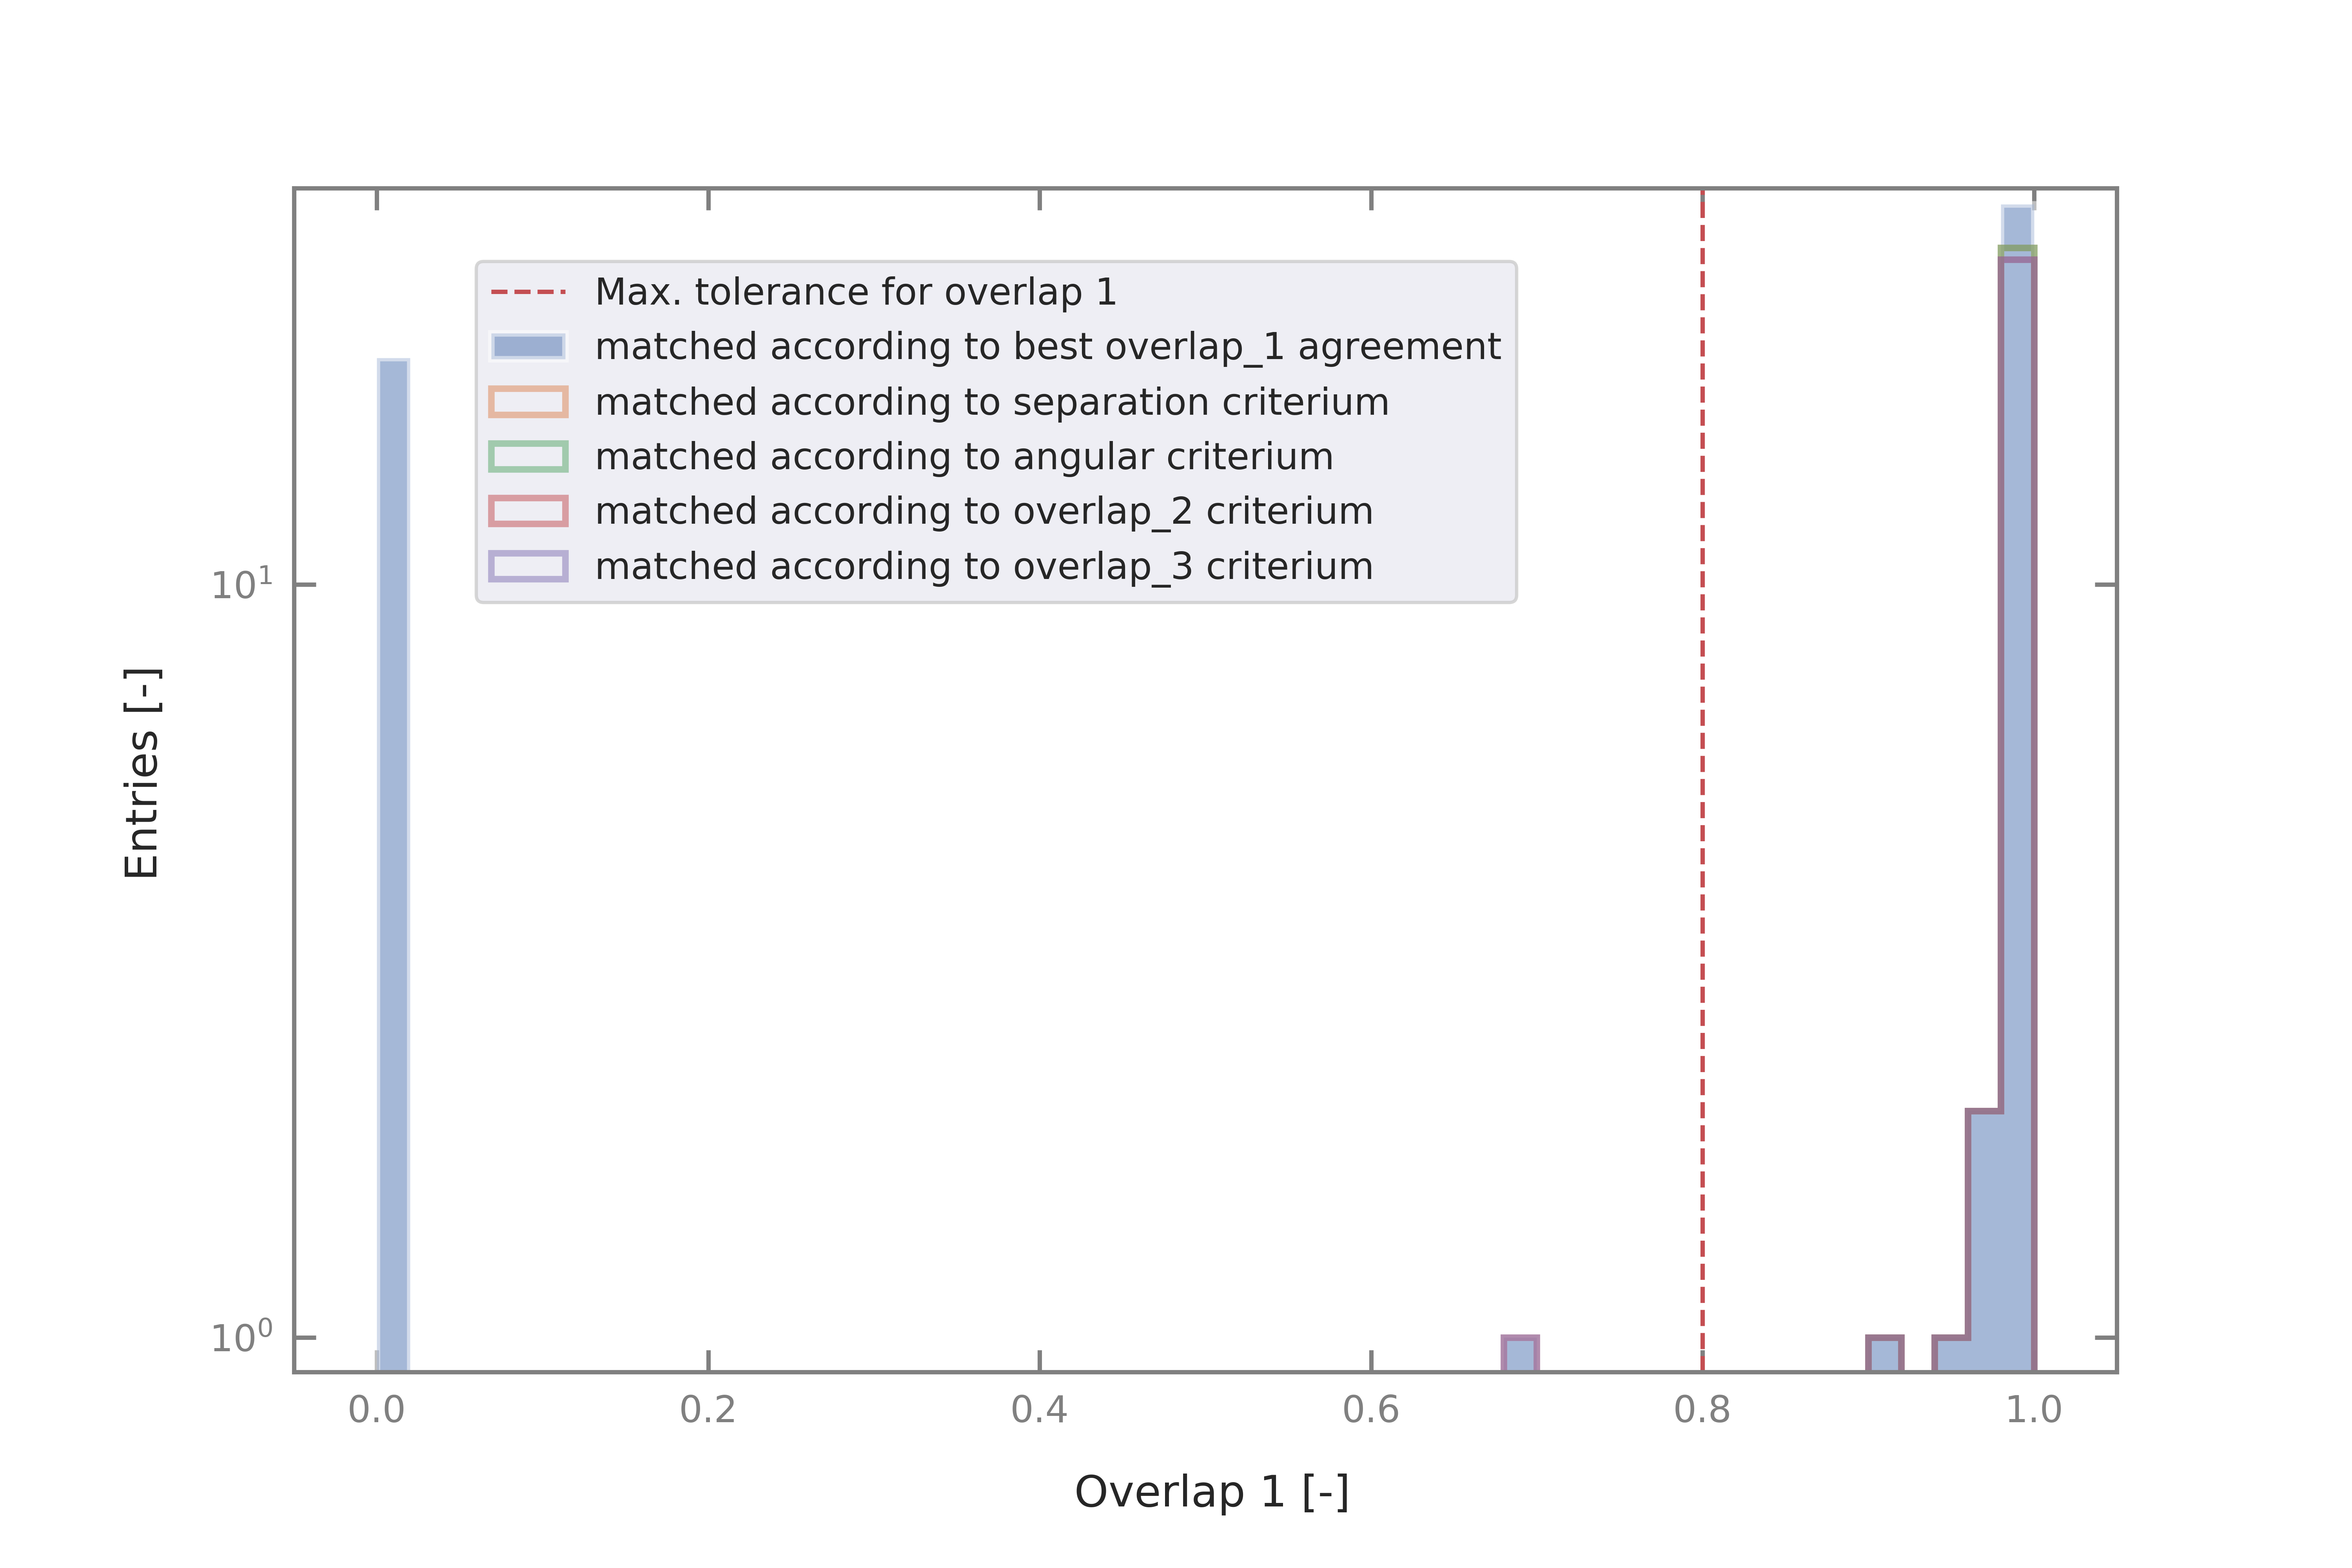 Max. tolerance for overlap 1
matched according to best overlap_1 agreement
matched according to separation criterium
matched according to angular criterium
matched according to overlap_2 criterium
matched according to overlap_3 criterium
10¹
10⁰
Entries [-]
0.0 0.2 0.4 0.6 0.8 1.0
Overlap 1 [-]